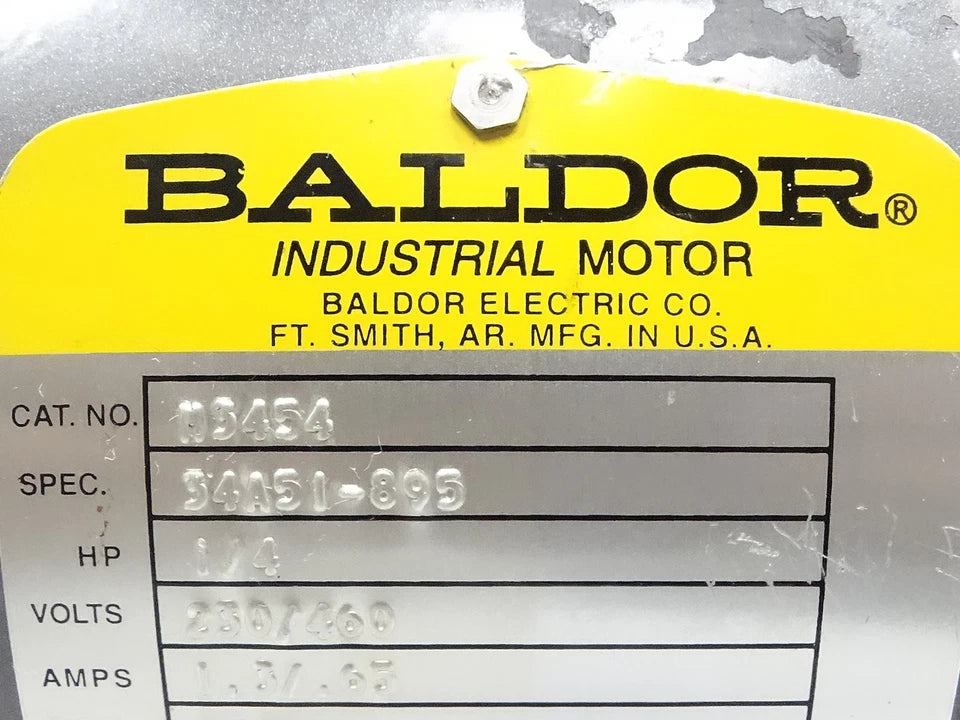 BALDOR®
INDUSTRIAL MOTOR
BALDOR ELECTRIC CO.
FT. SMITH, AR. MFG. IN U.S.A.
CAT. NO.
SPEC. 34A51-895
HP 1/4
VOLTS 230/460
AMPS 1.3/.65